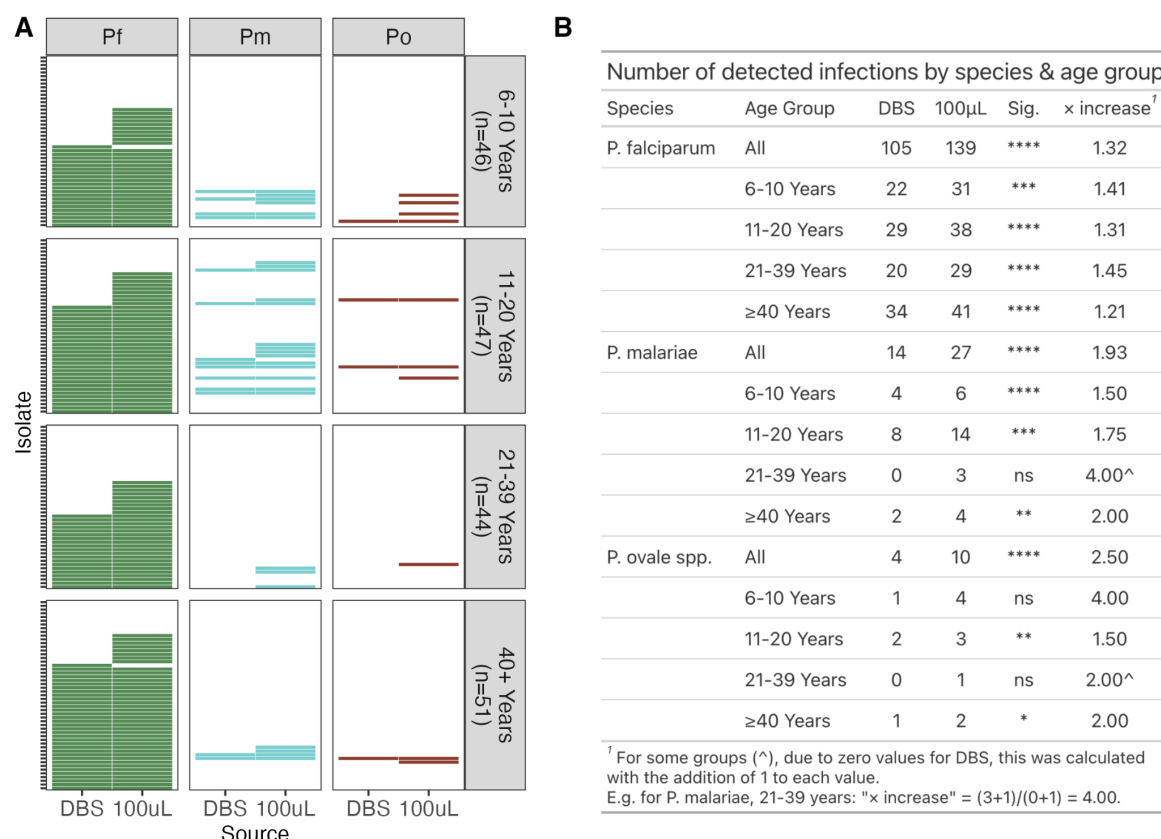 A
Pf Pm Po
6-10 Years
(n=46)
11-20 Years
(n=47)
21-39 Years
(n=44)
40+ Years
(n=51)
Isolate
DBS 100uL DBS 100uL DBS 100uL
Source
B
Number of detected infections by species & age group
Species Age Group DBS 100µL Sig. × increase¹
P. falciparum All 105 139 **** 1.32
6-10 Years 22 31 *** 1.41
11-20 Years 29 38 **** 1.31
21-39 Years 20 29 **** 1.45
≥40 Years 34 41 **** 1.21
P. malariae All 14 27 **** 1.93
6-10 Years 4 6 **** 1.50
11-20 Years 8 14 *** 1.75
21-39 Years 0 3 ns 4.00^
≥40 Years 2 4 ** 2.00
P. ovale spp. All 4 10 **** 2.50
6-10 Years 1 4 ns 4.00
11-20 Years 2 3 ** 1.50
21-39 Years 0 1 ns 2.00^
≥40 Years 1 2 * 2.00
¹ For some groups (^), due to zero values for DBS, this was calculated
with the addition of 1 to each value.
E.g. for P. malariae, 21-39 years: "× increase" = (3+1)/(0+1) = 4.00.